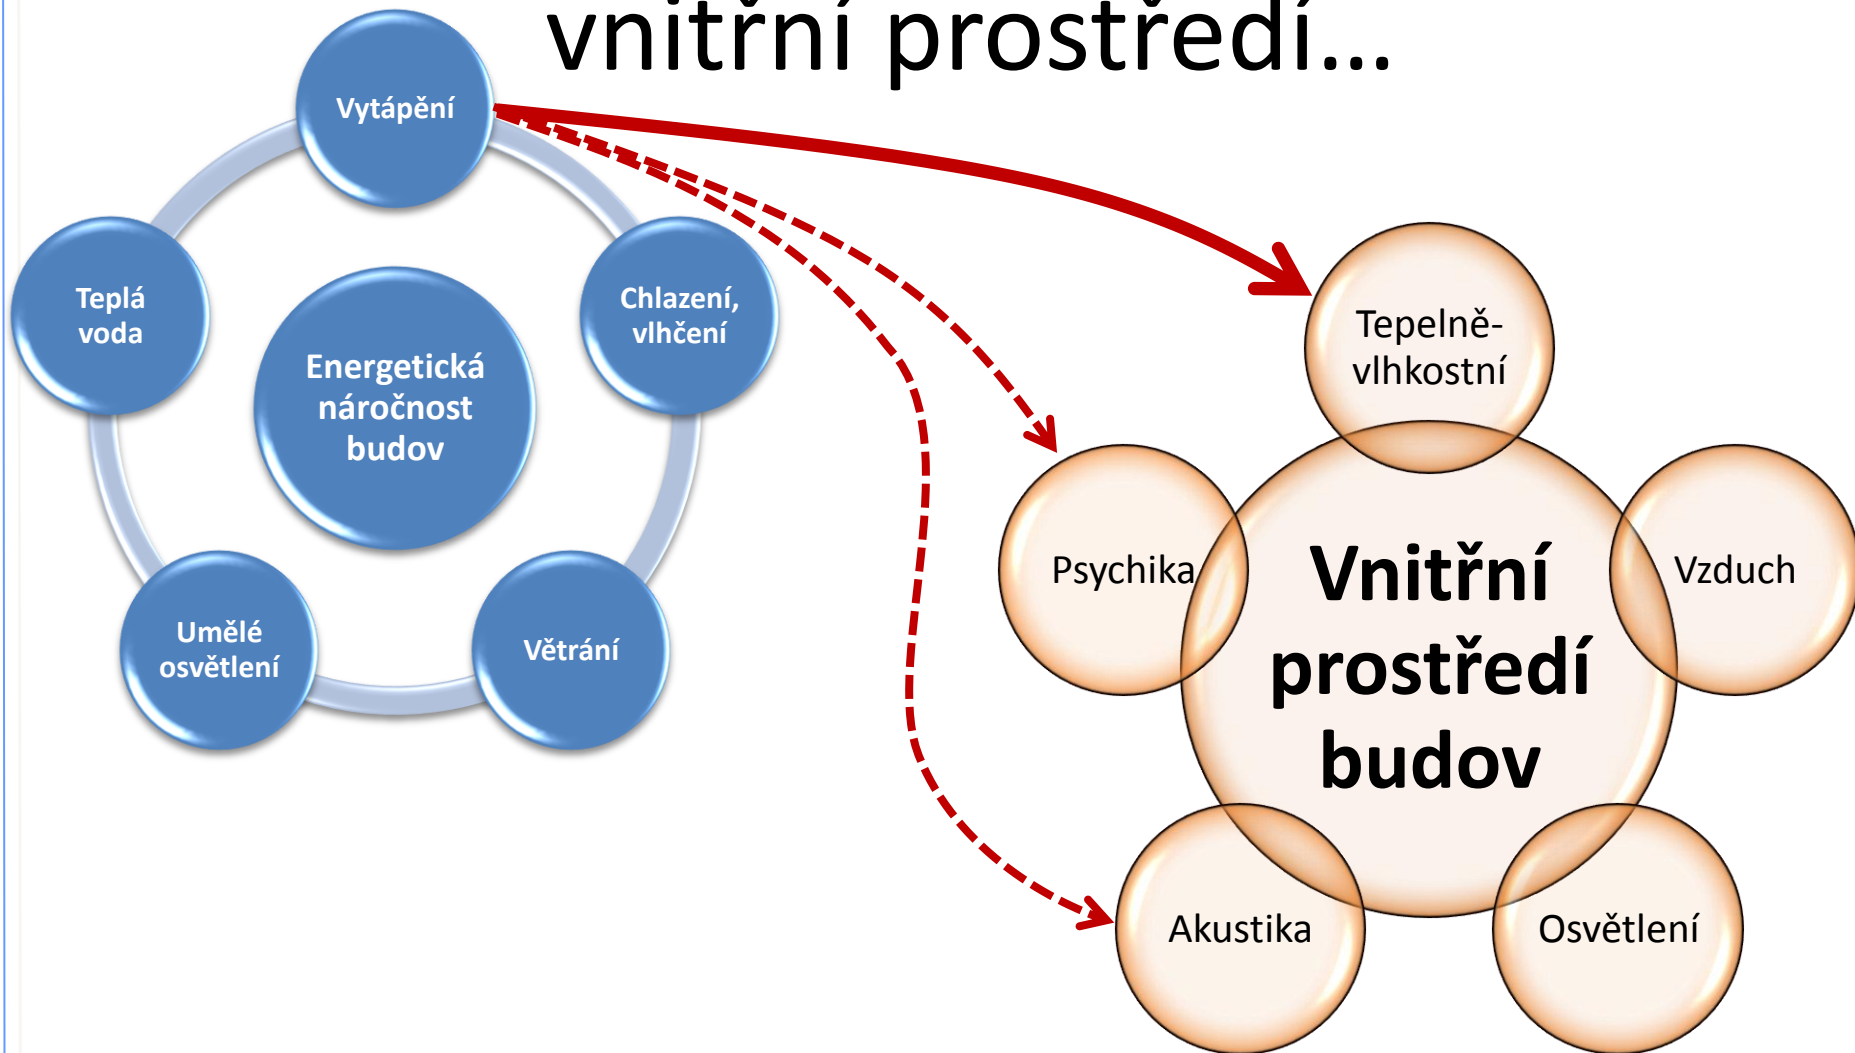 vnitřní prostředí...
Vytápění
Teplá
voda
Chlazení,
vlhčení
Energetická
náročnost
budov
Umělé
osvětlení
Větrání
Tepelně-
vlhkostní
Psychika
Vzduch
Vnitřní
prostředí
budov
Akustika
Osvětlení